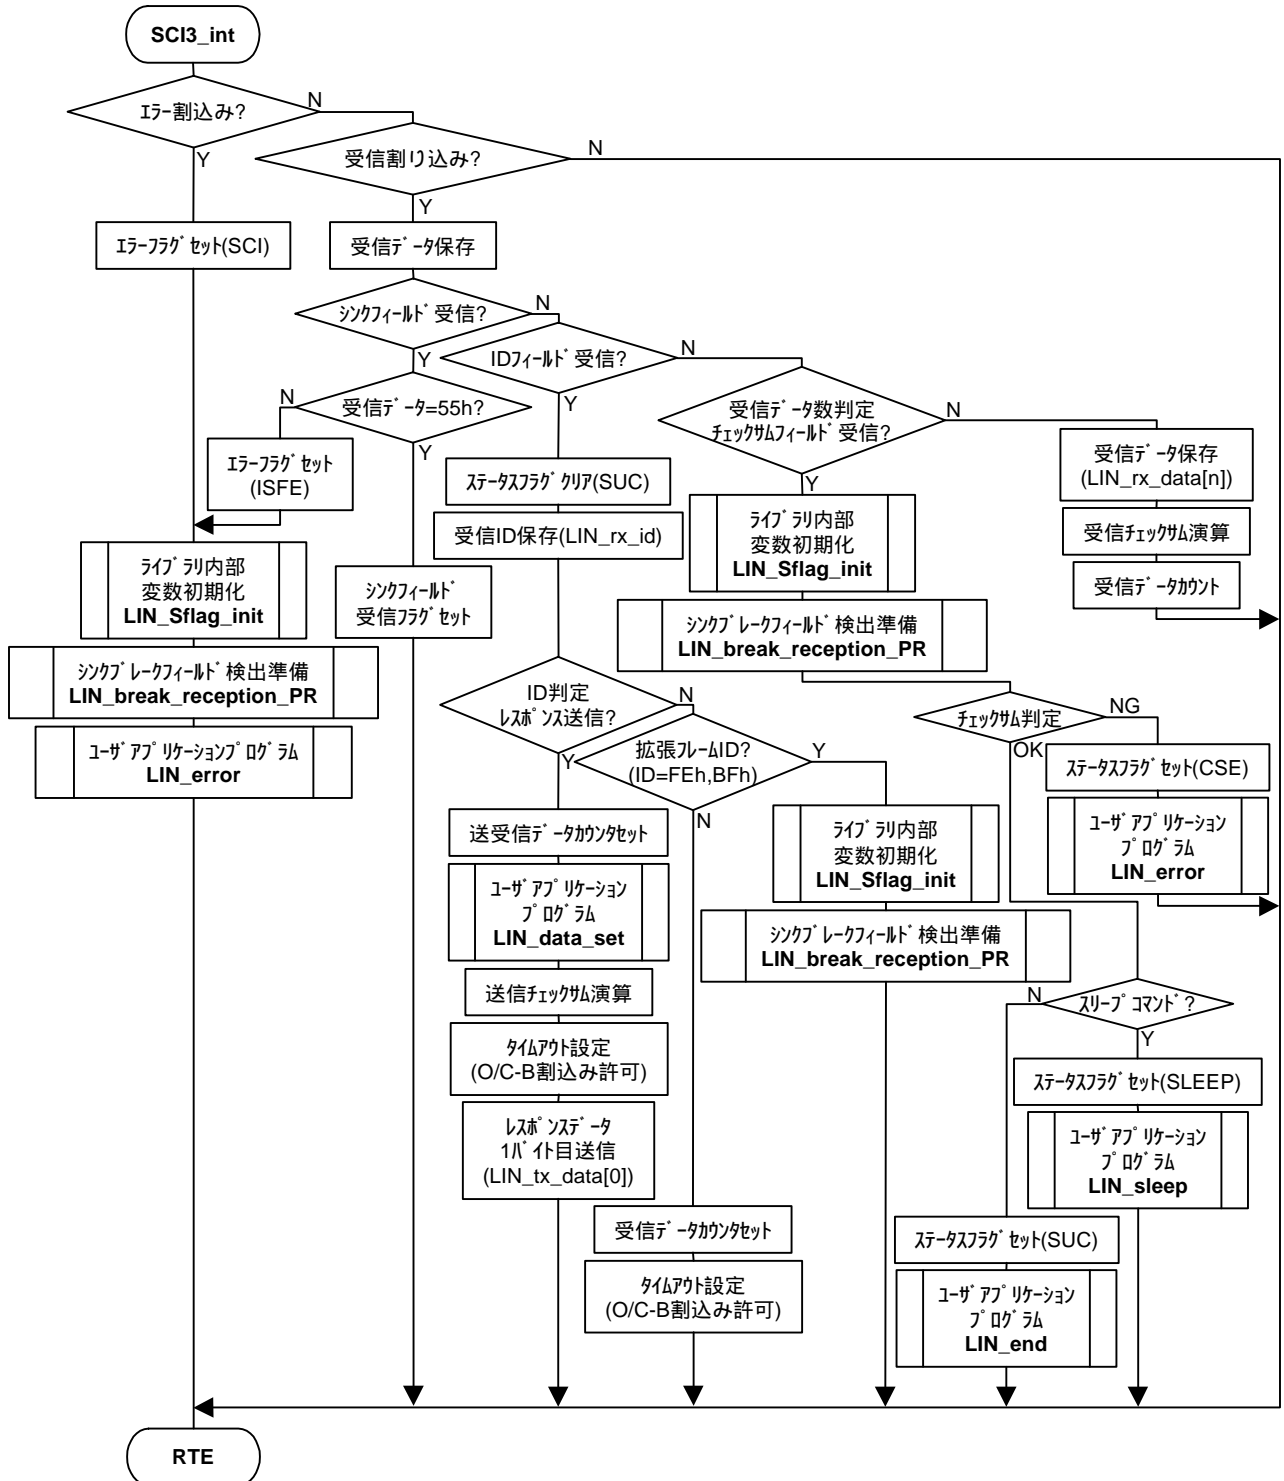 SCI3_int
ｴﾗｰ割込み?
N
Y
受信割り込み?
N
Y
ｴﾗｰﾌﾗｸﾞｾｯﾄ(SCI)
受信ﾃﾞｰﾀ保存
ｼﾝｸﾌｨｰﾙﾄﾞ受信?
N
Y
IDﾌｨｰﾙﾄﾞ受信?
N
Y
受信ﾃﾞｰﾀ=55h?
N
Y
ｴﾗｰﾌﾗｸﾞｾｯﾄ
(ISFE)
受信ﾃﾞｰﾀ数判定
ﾁｪｯｸｻﾑﾌｨｰﾙﾄﾞ受信?
N
Y
受信ﾃﾞｰﾀ保存
(LIN_rx_data[n])
受信ﾁｪｯｸｻﾑ演算
受信ﾃﾞｰﾀｶｳﾝﾄ
ｽﾃｰﾀｽﾌﾗｸﾞｸﾘｱ(SUC)
受信ID保存(LIN_rx_id)
ﾗｲﾌﾞﾗﾘ内部
変数初期化
LIN_Sflag_init
ｼﾝｸﾌﾞﾚｰｸﾌｨｰﾙﾄﾞ検出準備
LIN_break_reception_PR
ﾕｰｻﾞｱﾌﾟﾘｹｰｼｮﾝﾌﾟﾛｸﾞﾗﾑ
LIN_error
ｼﾝｸﾌｨｰﾙﾄﾞ
受信ﾌﾗｸﾞｾｯﾄ
ﾗｲﾌﾞﾗﾘ内部
変数初期化
LIN_Sflag_init
ｼﾝｸﾌﾞﾚｰｸﾌｨｰﾙﾄﾞ検出準備
LIN_break_reception_PR
ID判定
ﾚｽﾎﾟﾝｽ送信?
N
Y
拡張ﾌﾚｰﾑID?
(ID=FEh,BFh)
Y
N
ﾁｪｯｸｻﾑ判定
NG
OK
ｽﾃｰﾀｽﾌﾗｸﾞｾｯﾄ(CSE)
ﾕｰｻﾞｱﾌﾟﾘｹｰｼｮﾝ
ﾌﾟﾛｸﾞﾗﾑ
LIN_error
送受信ﾃﾞｰﾀｶｳﾝﾀｾｯﾄ
ﾕｰｻﾞｱﾌﾟﾘｹｰｼｮﾝ
ﾌﾟﾛｸﾞﾗﾑ
LIN_data_set
送信ﾁｪｯｸｻﾑ演算
ﾀｲﾑｱｳﾄ設定
(O/C-B割込み許可)
ﾚｽﾎﾟﾝｽﾃﾞｰﾀ
1ﾊﾞｲﾄ目送信
(LIN_tx_data[0])
ﾗｲﾌﾞﾗﾘ内部
変数初期化
LIN_Sflag_init
ｼﾝｸﾌﾞﾚｰｸﾌｨｰﾙﾄﾞ検出準備
LIN_break_reception_PR
ｽﾘｰﾌﾟｺﾏﾝﾄﾞ?
N
Y
ｽﾃｰﾀｽﾌﾗｸﾞｾｯﾄ(SLEEP)
ﾕｰｻﾞｱﾌﾟﾘｹｰｼｮﾝ
ﾌﾟﾛｸﾞﾗﾑ
LIN_sleep
受信ﾃﾞｰﾀｶｳﾝﾀｾｯﾄ
ﾀｲﾑｱｳﾄ設定
(O/C-B割込み許可)
ｽﾃｰﾀｽﾌﾗｸﾞｾｯﾄ(SUC)
ﾕｰｻﾞｱﾌﾟﾘｹｰｼｮﾝ
ﾌﾟﾛｸﾞﾗﾑ
LIN_end
RTE